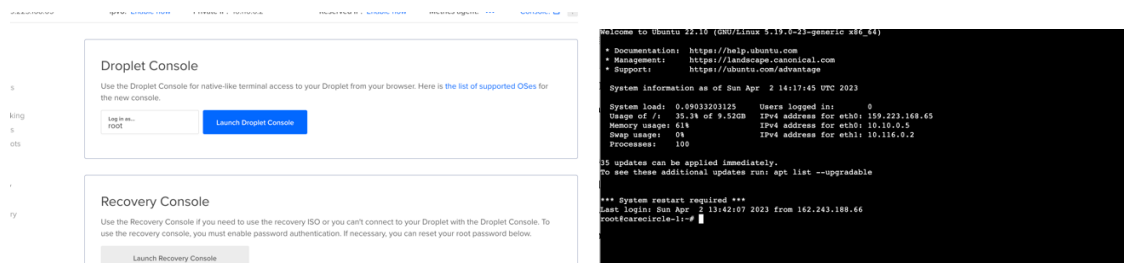 Droplet Console
Use the Droplet Console for native-like terminal access to your Droplet from your browser. Here is the list of supported OSes for
the new console.
Log in as...
root
Launch Droplet Console
king
ots
Recovery Console
Use the Recovery Console if you need to use the recovery ISO or you can't connect to your Droplet with the Droplet Console. To
use the recovery console, you must enable password authentication. If necessary, you can reset your root password below.
Launch Recovery Console
Welcome to Ubuntu 22.10 (GNU/Linux 5.19.0-23-generic x86_64)
* Documentation: https://help.ubuntu.com
* Management: https://landscape.canonical.com
* Support: https://ubuntu.com/advantage
System information as of Sun Apr 2 14:17:45 UTC 2023
System load: 0.09033203125 Users logged in: 0
Usage of /: 35.3% of 9.52GB IPv4 address for eth0: 159.223.168.65
Memory usage: 61% IPv4 address for eth0: 10.10.0.5
Swap usage: 0% IPv4 address for eth1: 10.116.0.2
Processes: 100
35 updates can be applied immediately.
To see these additional updates run: apt list --upgradable
*** System restart required ***
Last login: Sun Apr 2 13:42:07 2023 from 162.243.188.66
root@carecircle-1:~#